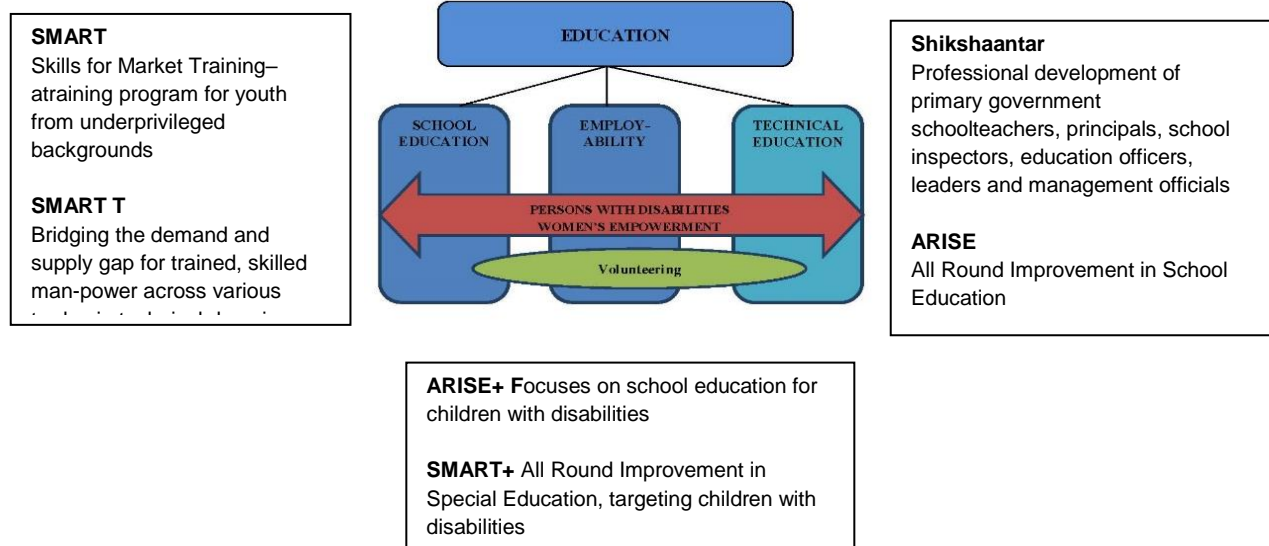 SMART
Skills for Market Training–
atraining program for youth
from underprivileged
backgrounds
SMART T
Bridging the demand and
supply gap for trained, skilled
man-power across various
EDUCATION
SCHOOL
EDUCATION
EMPLOY-
ABILITY
TECHNICAL
EDUCATION
PERSONS WITH DISABILITIES
WOMEN'S EMPOWERMENT
Volunteering
Shikshaantar
Professional development of
primary government
schoolteachers, principals, school
inspectors, education officers,
leaders and management officials
ARISE
All Round Improvement in School
Education
ARISE+ Focuses on school education for
children with disabilities
SMART+ All Round Improvement in
Special Education, targeting children with
disabilities